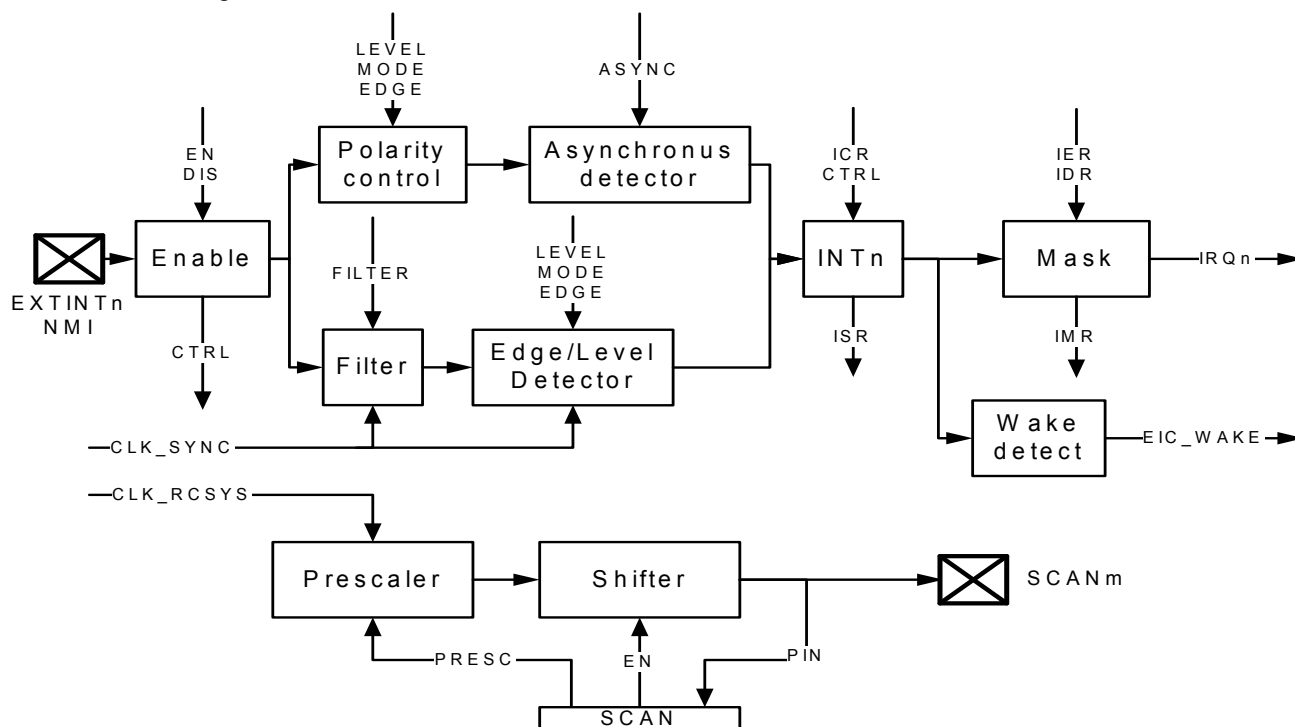 LEVEL
MODE
EDGE
ASYNC
EN
DIS
Polarity
control
Asynchronus
detector
ICR
CTRL
IER
IDR
Enable
FILTER
LEVEL
MODE
EDGE
INTn
Mask
IRQn
EXTINTn
NMI
CTRL
Filter
Edge/Level
Detector
ISR
IMR
CLK_SYNC
Wake
detect
EIC_WAKE
CLK_RCSYS
Prescaler
Shifter
SCANm
PRESC
EN
PIN
SCAN